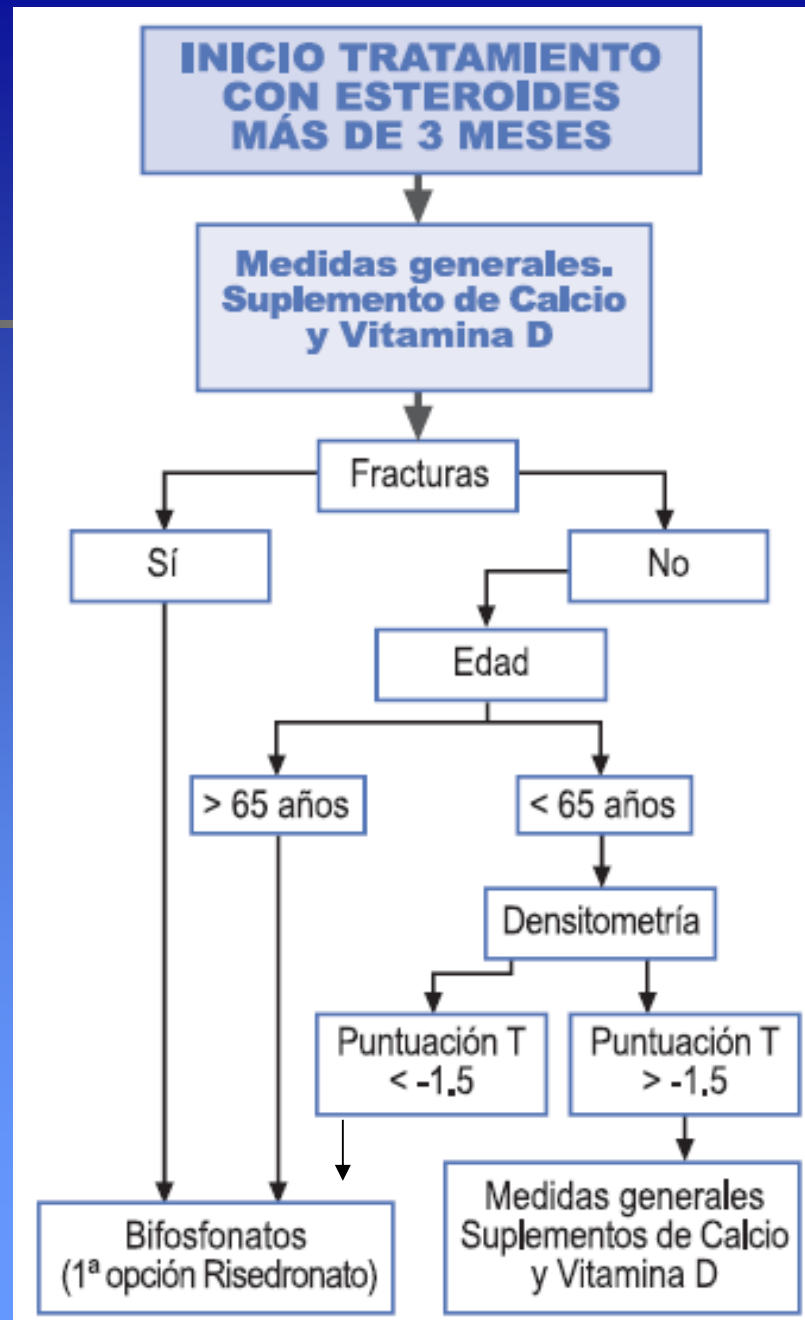 INICIO TRATAMIENTO
CON ESTEROIDES
MÁS DE 3 MESES
Medidas generales.
Suplemento de Calcio
y Vitamina D
Fracturas
Sí
No
Edad
> 65 años
< 65 años
Densitometría
Puntuación T
< -1.5
Puntuación T
> -1.5
Bifosfonatos
(1ª opción Risedronato)
Medidas generales
Suplementos de Calcio
y Vitamina D